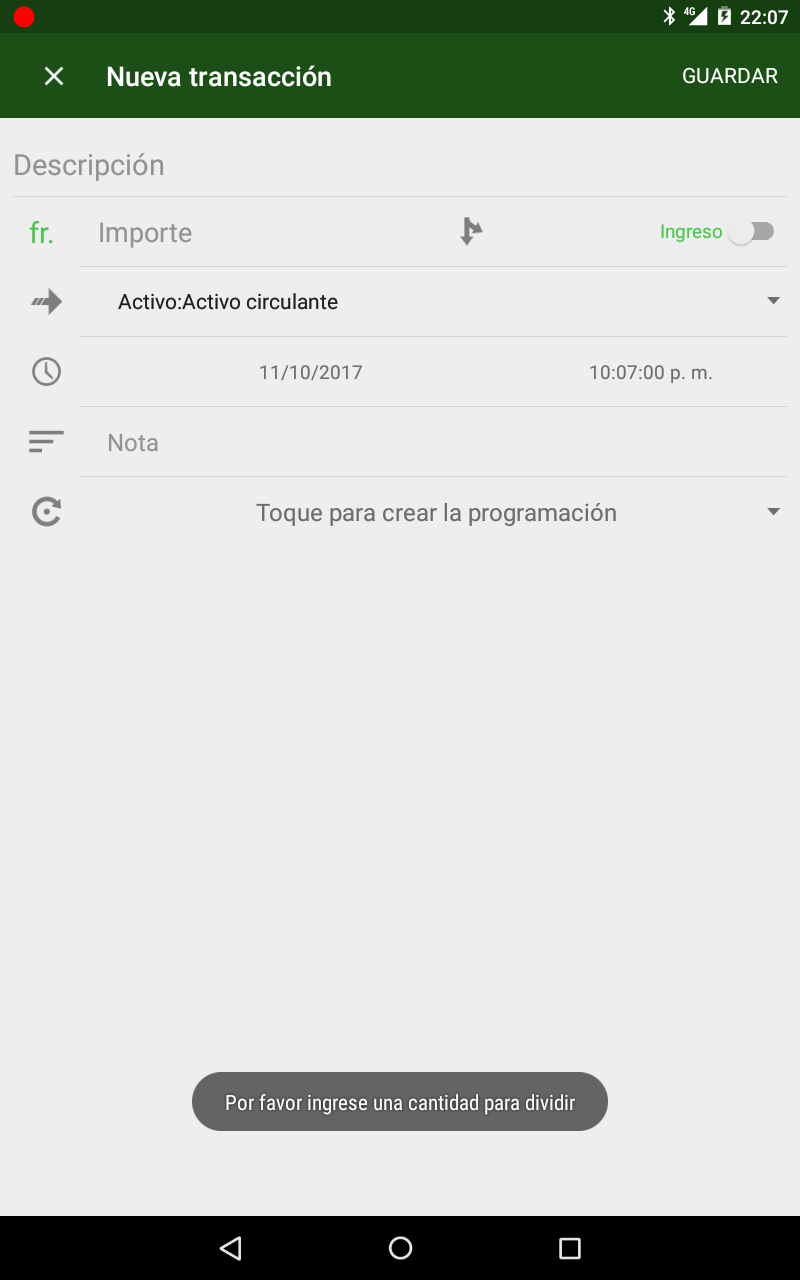 4G 22:07
Nueva transacción GUARDAR
Descripción
fr. Importe Ingreso
Activo:Activo circulante
11/10/2017 10:07:00 p. m.
Nota
Toque para crear la programación
Por favor ingrese una cantidad para dividir